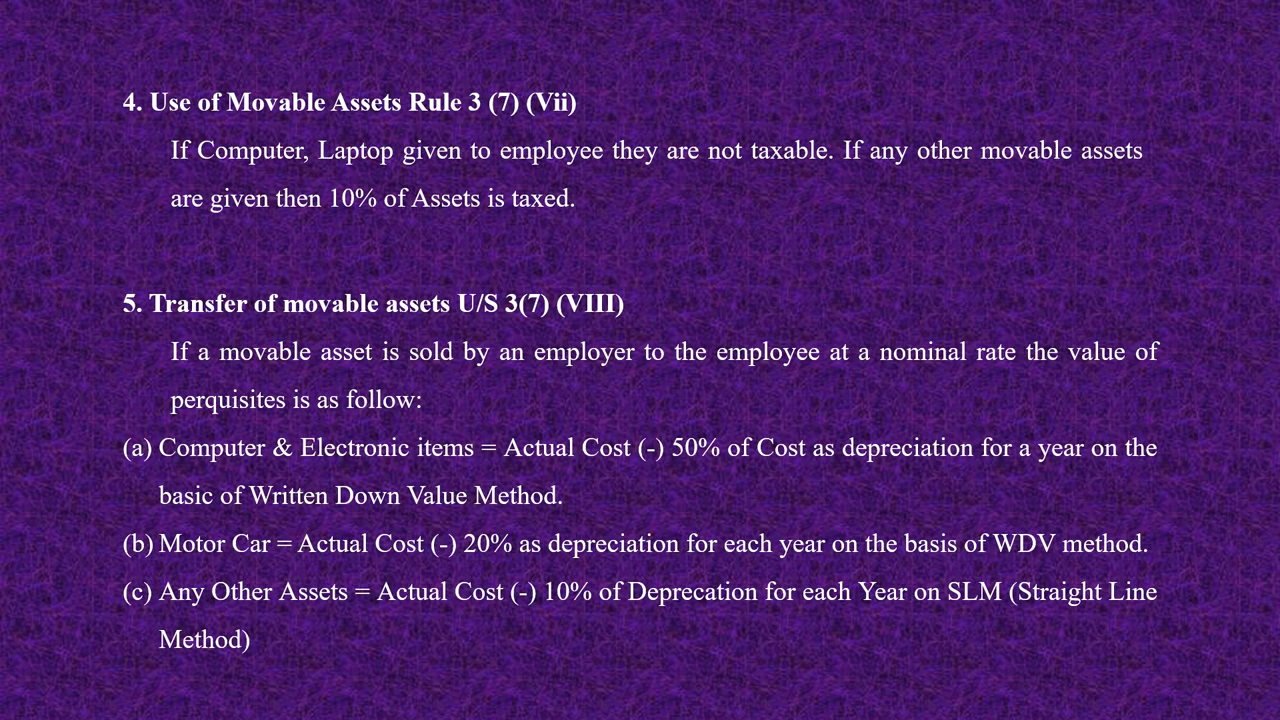 4. Use of Movable Assets Rule 3 (7) (Vii)
If Computer, Laptop given to employee they are not taxable. If any other movable assets
are given then 10% of Assets is taxed.
5. Transfer of movable assets U/S 3(7) (VIII)
If a movable asset is sold by an employer to the employee at a nominal rate the value of
perquisites is as follow:
(a) Computer & Electronic items = Actual Cost (-) 50% of Cost as depreciation for a year on the
basic of Written Down Value Method.
(b) Motor Car = Actual Cost (-) 20% as depreciation for each year on the basis of WDV method.
(c) Any Other Assets = Actual Cost (-) 10% of Deprecation for each Year on SLM (Straight Line
Method)